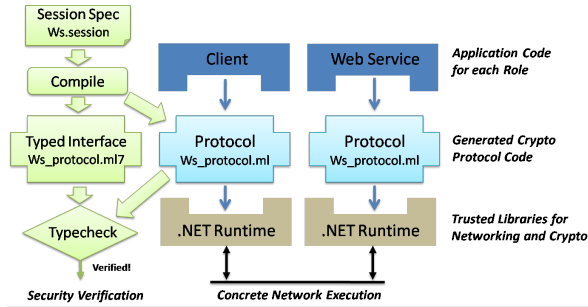 Session Spec
Ws.session
Compile
Typed Interface
Ws_protocol.ml7
Typecheck
Verified!
Security Verification
Client
Web Service
Protocol
Ws_protocol.ml
Protocol
Ws_protocol.ml
.NET Runtime
.NET Runtime
Concrete Network Execution
Application Code
for each Role
Generated Crypto
Protocol Code
Trusted Libraries for
Networking and Crypto